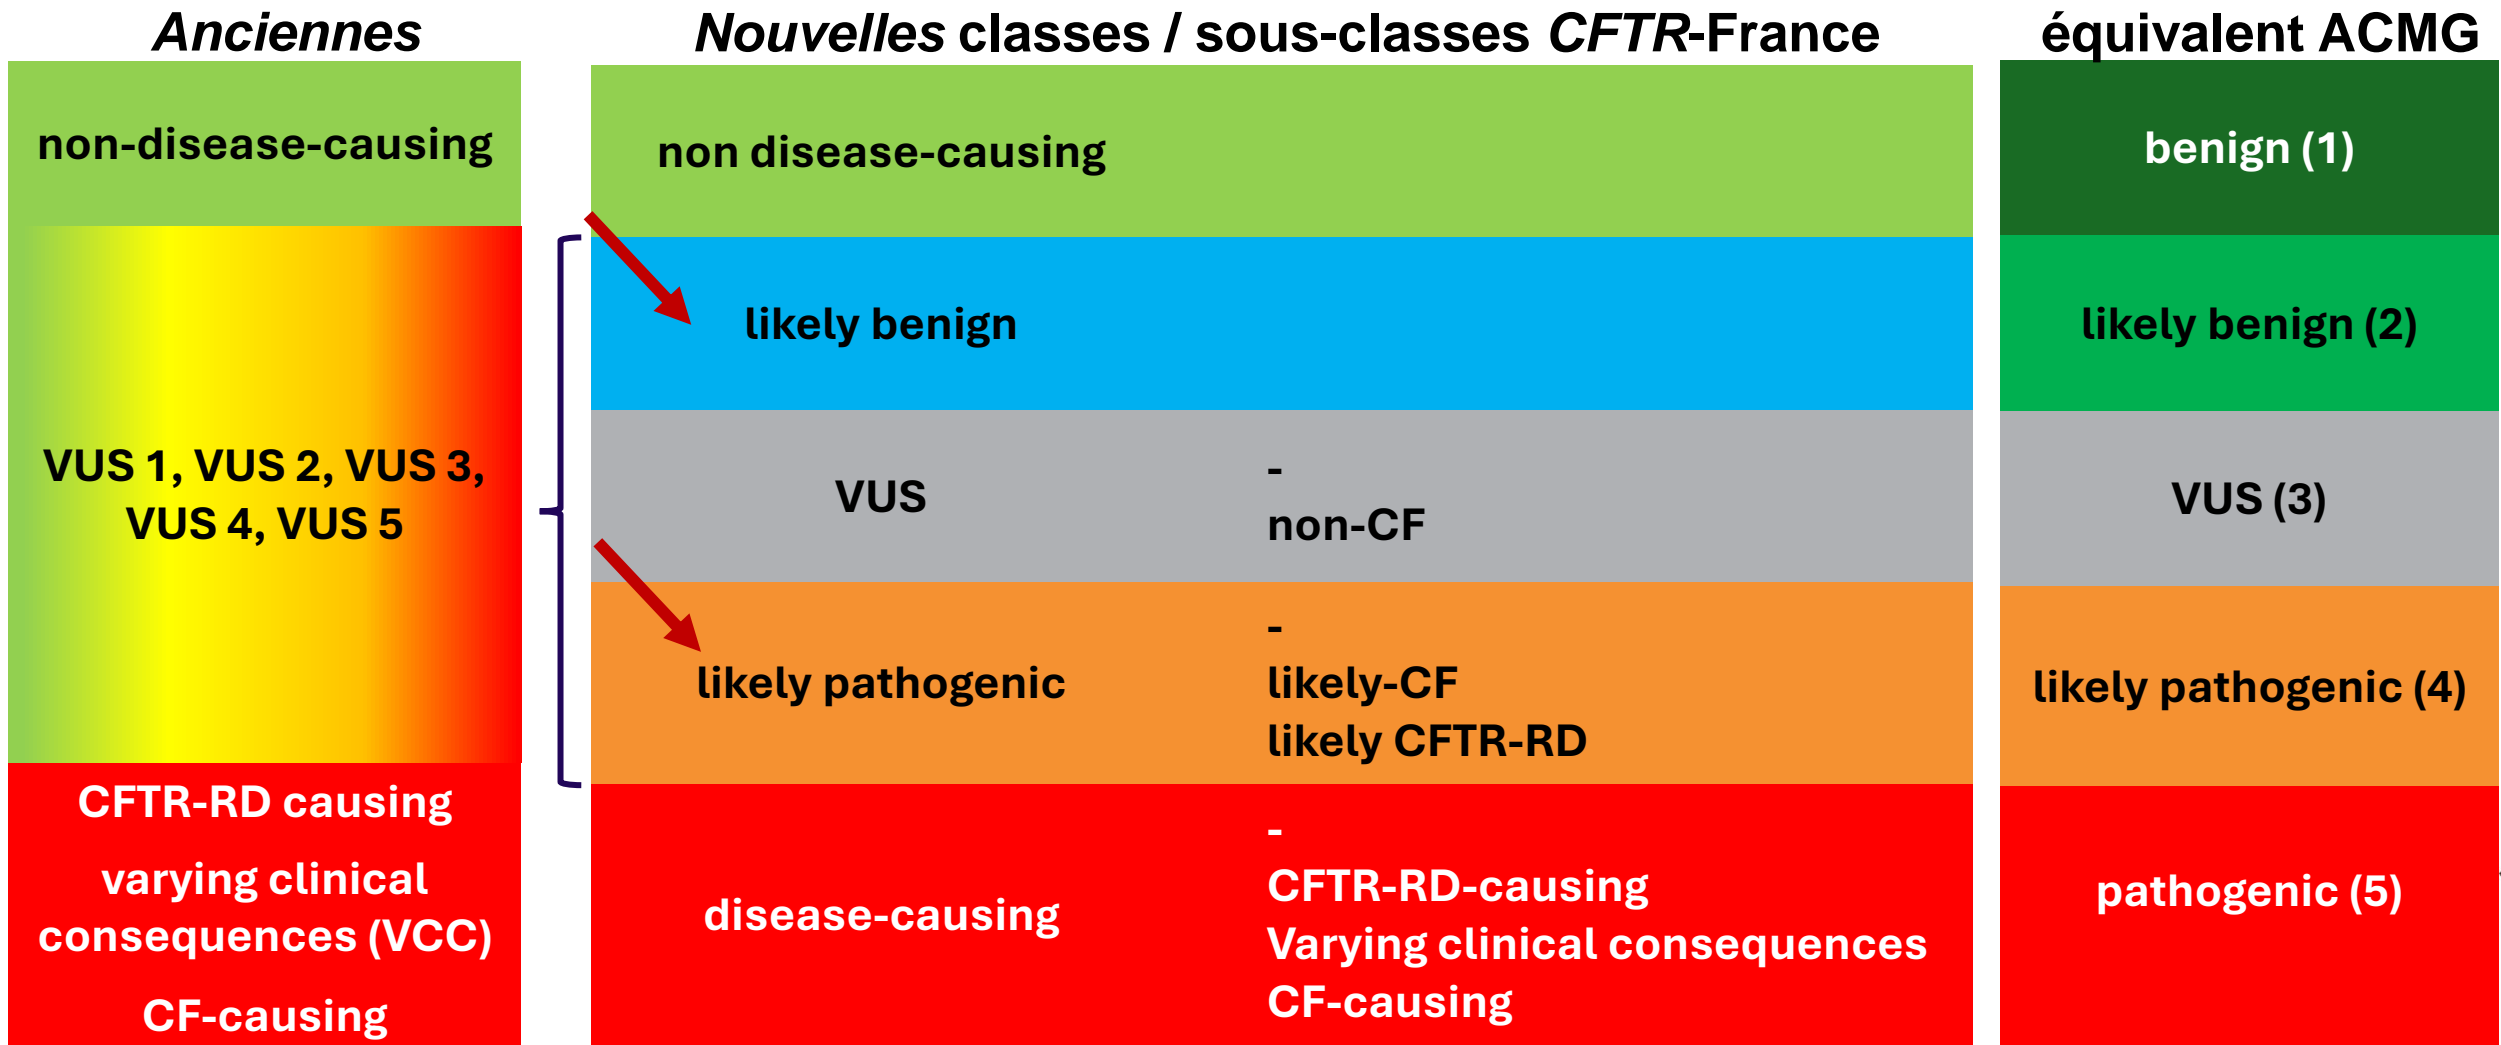 Anciennes
Nouvelles classes / sous-classes CFTR-France
équivalent ACMG
non-disease-causing
VUS 1, VUS 2, VUS 3,
VUS 4, VUS 5
CFTR-RD causing
varying clinical
consequences (VCC)
CF-causing
non disease-causing
likely benign
VUS
-
non-CF
likely pathogenic
-
likely-CF
likely CFTR-RD
disease-causing
-
CFTR-RD-causing
Varying clinical consequences
CF-causing
benign (1)
likely benign (2)
VUS (3)
likely pathogenic (4)
pathogenic (5)